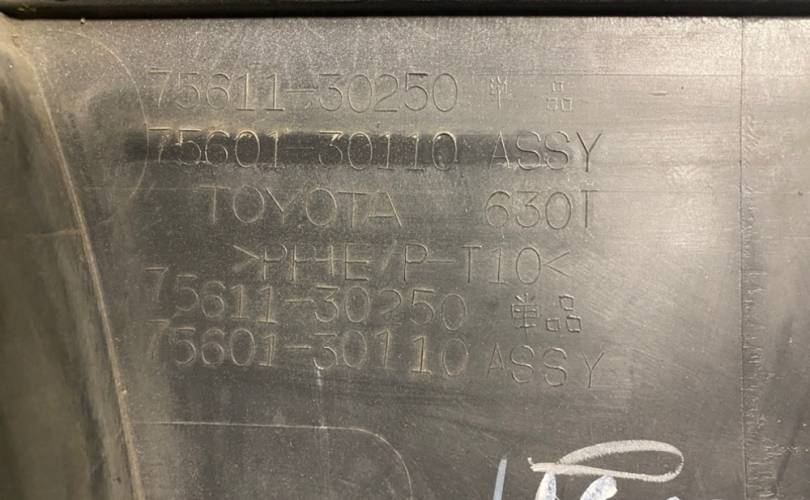 75611-30250 単品
75601-30110 ASSY
TOYOTA 630T
>PP+E/P-T10<
75611-30250 単品
75601-30110 ASSY